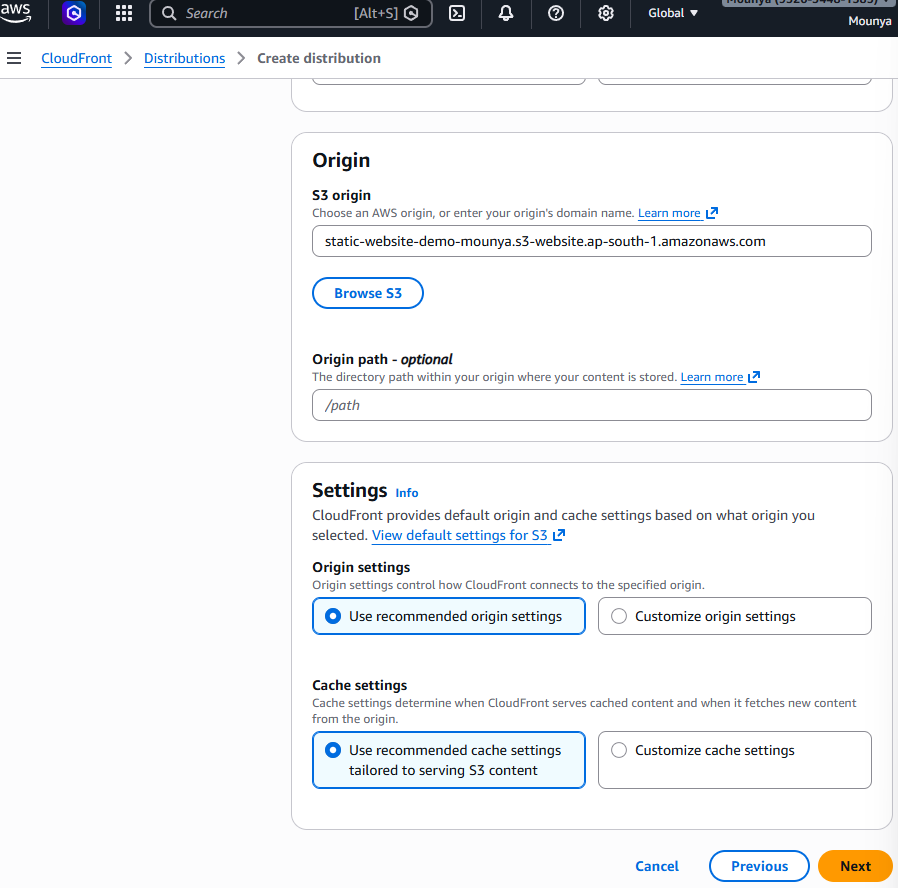 aws
Search [Alt+S]
Global
Mounya
CloudFront > Distributions > Create distribution
Origin
S3 origin
Choose an AWS origin, or enter your origin's domain name. Learn more
static-website-demo-mounya.s3-website.ap-south-1.amazonaws.com
Browse S3
Origin path - optional
The directory path within your origin where your content is stored. Learn more
/path
Settings Info
CloudFront provides default origin and cache settings based on what origin you
selected. View default settings for S3
Origin settings
Origin settings control how CloudFront connects to the specified origin.
Use recommended origin settings
Customize origin settings
Cache settings
Cache settings determine when CloudFront serves cached content and when it fetches new content
from the origin.
Use recommended cache settings
tailored to serving S3 content
Customize cache settings
Cancel
Previous
Next